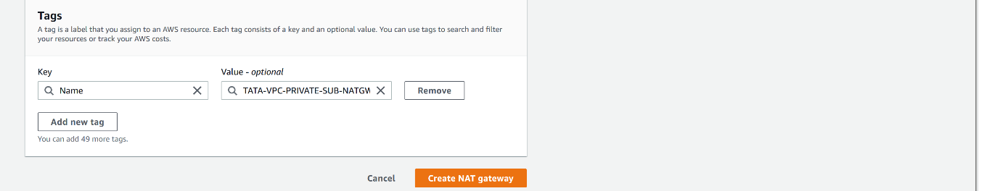 Tags
A tag is a label that you assign to an AWS resource. Each tag consists of a key and an optional value. You can use tags to search and filter
your resources or track your AWS costs.
Key
Value - optional
Name
TATA-VPC-PRIVATE-SUB-NATGW
Remove
Add new tag
You can add 49 more tags.
Cancel
Create NAT gateway